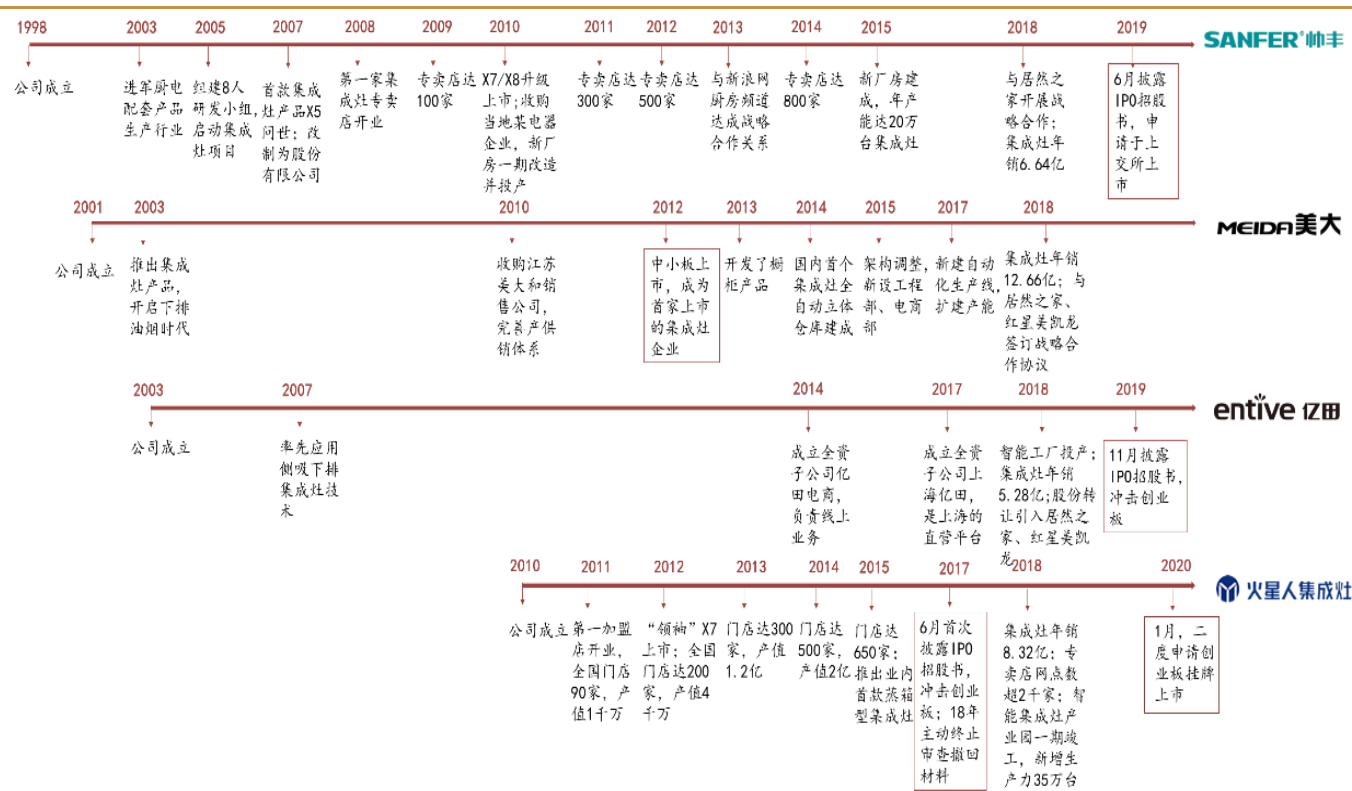 1998
2003
2005
2007
2008
2009
2010
2011
2012
2013
2014
2015
2018
2019
SANFER®帅丰
公司成立
进军厨电
配套产品
生产行业
组建8人
研发小组,
启动集成
灶项目
首款集成
灶产品X5
问世；改
制为股份
有限公司
第一家集
成灶专卖
店开业
专卖店达
100家
X7/X8升级
上市;收购
当地某电器
企业，新厂
房一期改造
并投产
专卖店达
300家
专卖店达
500家
与新浪网
厨房频道
达成战略
合作关系
专卖店达
800家
新厂房建
成，年产
能达20万
台集成灶
与居然之
家开展战
略合作；
集成灶年
销6.64亿
6月披露
IPO招股
书，申
请于上
交所上
市
2001
2003
2010
2012
2013
2014
2015
2017
2018
MEIDA美大
公司成立
推出集成
灶产品，
开启下排
油烟时代
收购江苏
美大和销
售公司，
完善产供
销体系
中小板上
市，成为
首家上市
的集成灶
企业
开发了橱
柜产品
国内首个
集成灶全
自动立体
仓库建成
架构调整，
新设工程
部、电商
部
新建自动
化生产线，
扩建产能
集成灶年销
12.66亿；与
居然之家、
红星美凯龙
签订战略合
作协议
2003
2007
2014
2017
2018
2019
entive 亿田
公司成立
率先应用
侧吸下排
集成灶技
术
成立全资
子公司亿
田电商，
负责线上
业务
成立全资
子公司上
海亿田，
是上海的
直营平台
智能工厂投产；
集成灶年销
5.28亿;股份转
让引入居然之
家、红星美凯
龙
11月披露
IPO招股书，
冲击创业
板
2010
2011
2012
2013
2014
2015
2017
2018
2020
火星人集成灶
公司成立
第一加盟
店开业，
全国门店
90家，产
值1千万
“领袖”X7
上市；全国
门店达200
家，产值4
千万
门店达300
家，产值
1.2亿
门店达
500家，
产值2亿
门店达
650家；
推出业内
首款蒸箱
型集成灶
6月首次
披露IPO
招股书，
冲击创业
板；18年
主动终止
审查撤回
材料
集成灶年销
8.32亿；专
卖店网点数
超2千家；智
能集成灶产
业园一期竣
工，新增生
产力35万台
1月，二
度申请创
业板挂牌
上市